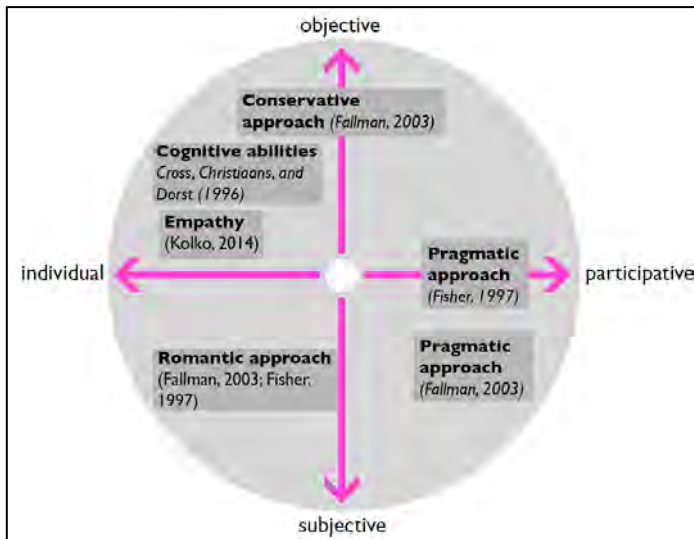 objective
Conservative
approach (Fallman, 2003)
Cognitive abilities
Cross, Christiaans, and
Dorst (1996)
Empathy
(Kolko, 2014)
individual
Pragmatic
approach
(Fisher, 1997)
participative
Romantic approach
(Fallman, 2003; Fisher,
1997)
Pragmatic
approach
(Fallman, 2003)
subjective